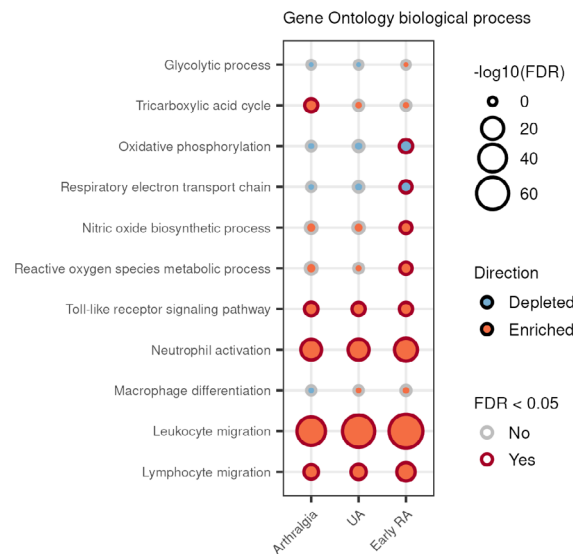 Gene Ontology biological process
Glycolytic process
Tricarboxylic acid cycle
Oxidative phosphorylation
Respiratory electron transport chain
Nitric oxide biosynthetic process
Reactive oxygen species metabolic process
Toll-like receptor signaling pathway
Neutrophil activation
Macrophage differentiation
Leukocyte migration
Lymphocyte migration
Arthralgia
UA
Early RA
-log10(FDR)
0
20
40
60
Direction
Depleted
Enriched
FDR < 0.05
No
Yes